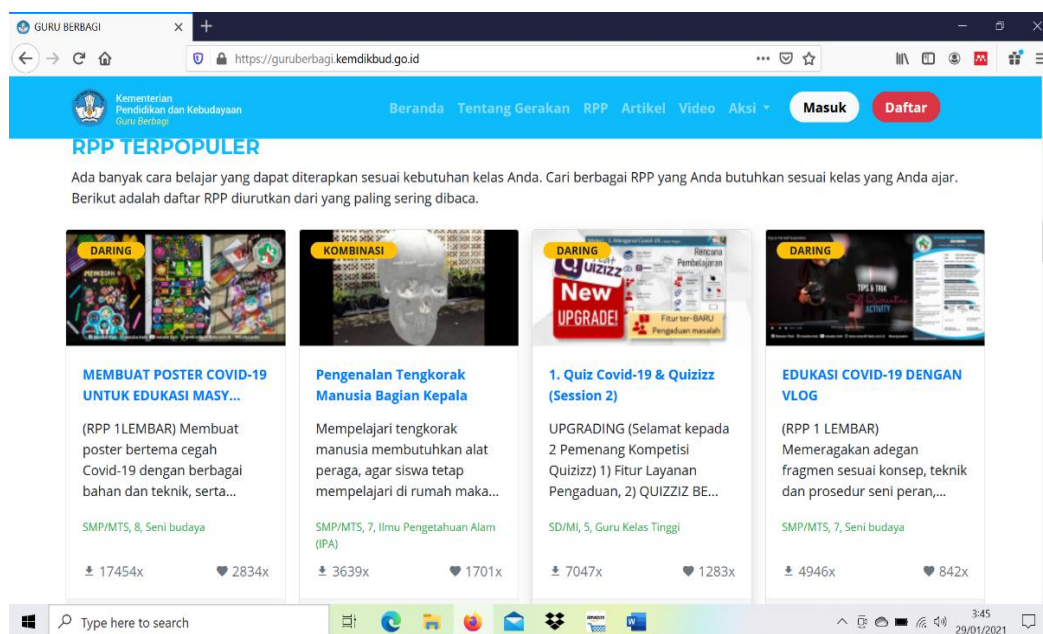 GURU BERBAGI
https://guruberbagi.kemdikbud.go.id
Kementerian
Pendidikan dan Kebudayaan
Guru Berbagi
Beranda Tentang Gerakan RPP Artikel Video Aksi
Masuk
Daftar
RPP TERPOPULER
Ada banyak cara belajar yang dapat diterapkan sesuai kebutuhan kelas Anda. Cari berbagai RPP yang Anda butuhkan sesuai kelas yang Anda ajar.
Berikut adalah daftar RPP diurutkan dari yang paling sering dibaca.
DARING
MEMBUAT POSTER COVID-19
UNTUK EDUKASI MASY...
(RPP 1LEMBAR) Membuat
poster bertema cegah
Covid-19 dengan berbagai
bahan dan teknik, serta...
SMP/MTS, 8, Seni budaya
17454x
2834x
KOMBINASI
Pengenalan Tengkorak
Manusia Bagian Kepala
Mempelajari tengkorak
manusia membutuhkan alat
peraga, agar siswa tetap
mempelajari di rumah maka...
SMP/MTS, 7, Ilmu Pengetahuan Alam
(IPA)
3639x
1701x
DARING
Rencana
Pembelajaran
QUIZIZZ
New
UPGRADE!
Fitur ter-BARU
Pengaduan masalah
1. Quiz Covid-19 & Quizizz
(Session 2)
UPGRADING (Selamat kepada
2 Pemenang Kompetisi
Quizizz) 1) Fitur Layanan
Pengaduan, 2) QUIZZIZ BE...
SD/MI, 5, Guru Kelas Tinggi
7047x
1283x
DARING
TIPS & TRIK
Self Quarantine
ACTIVITY
EDUKASI COVID-19 DENGAN
VLOG
(RPP 1 LEMBAR)
Memeragakan adegan
fragmen sesuai konsep, teknik
dan prosedur seni peran,...
SMP/MTS, 7, Seni budaya
4946x
842x
Type here to search
3:45
29/01/2021